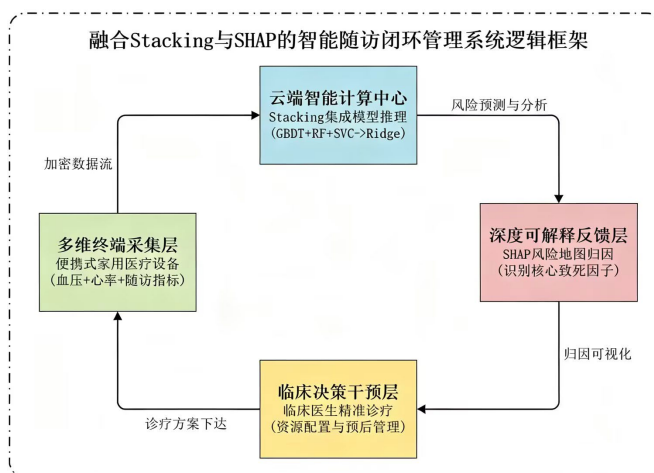 融合Stacking与SHAP的智能随访闭环管理系统逻辑框架
云端智能计算中心
Stacking集成模型推理
(GBDT+RF+SVC->Ridge)
风险预测与分析
加密数据流
多维终端采集层
便携式家用医疗设备
(血压+心率+随访指标)
深度可解释反馈层
SHAP风险地图归因
(识别核心致死因子)
归因可视化
临床决策干预层
临床医生精准诊疗
(资源配置与预后管理)
诊疗方案下达